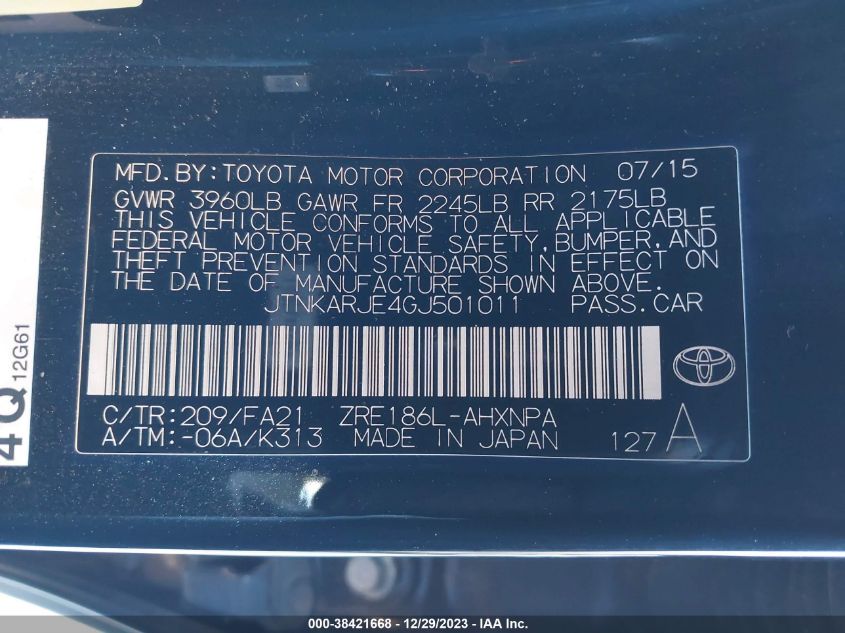 MFD.BY:TOYOTA MOTOR CORPORATION 07/15
GVWR 3960LB GAWR FR 2245LB RR 2175LB
THIS VEHICLE CONFORMS TO ALL APPLICABLE
FEDERAL MOTOR VEHICLE SAFETY,BUMPER,AND
THEFT PREVENTION STANDARDS IN EFFECT ON
THE DATE OF MANUFACTURE SHOWN ABOVE.
JTNKARJE4GJ501011 PASS.CAR
C/TR:209/FA21 ZRE186L-AHXNPA
A/TM:-06A/K313 MADE IN JAPAN 127 A
4Q 12G61
000-38421668 - 12/29/2023 - IAA Inc.